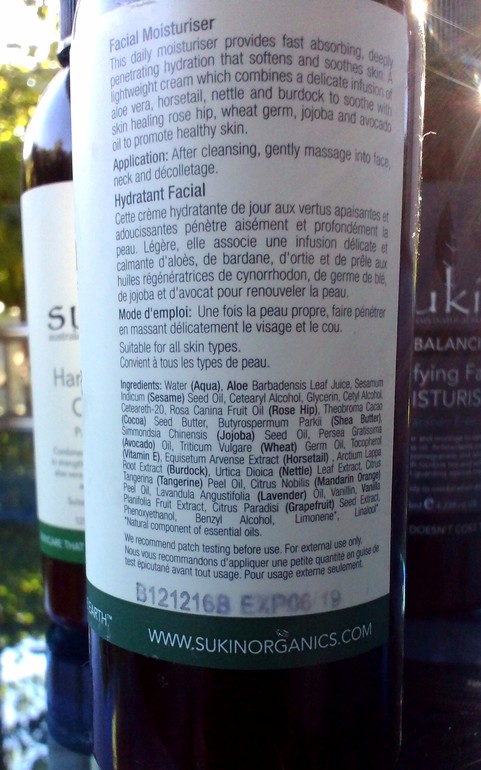 Facial Moisturiser
This daily moisturiser provides fast absorbing, deeply
penetrating hydration that softens and soothes skin. A
lightweight cream which combines a delicate infusion of
aloe vera, horsetail, nettle and burdock to soothe with
skin healing rose hip, wheat germ, jojoba and avocado
oil to promote healthy skin.
Application: After cleansing, gently massage into face,
neck and décolletage.
Hydratant Facial
Cette crème hydratante de jour aux vertus apaisantes et
adoucissantes pénètre aisément et profondément la
peau. Légère, elle associe une infusion délicate et
calmante d'aloès, de bardane, d'ortie et de prêle aux
huiles régénératrices de cynorrhodon, de germe de blé,
de jojoba et d'avocat pour renouveler la peau.
Mode d'emploi: Une fois la peau propre, faire pénétrer
en massant délicatement le visage et le cou.
Suitable for all skin types.
Convient à tous les types de peau.
Ingredients: Water (Aqua), Aloe Barbadensis Leaf Juice, Sesamum
Indicum (Sesame) Seed Oil, Cetearyl Alcohol, Glycerin, Cetyl Alcohol,
Ceteareth-20, Rosa Canina Fruit Oil (Rose Hip), Theobroma Cacao
(Cocoa) Seed Butter, Butyrospermum Parkii (Shea Butter),
Simmondsia Chinensis (Jojoba) Seed Oil, Persea Gratissima
(Avocado) Oil, Triticum Vulgare (Wheat) Germ Oil, Tocopherol
(Vitamin E), Equisetum Arvense Extract (Horsetail), Arctium Lappa
Root Extract (Burdock), Urtica Dioica (Nettle) Leaf Extract, Citrus
Tangerina (Tangerine) Peel Oil, Citrus Nobilis (Mandarin Orange)
Peel Oil, Lavandula Angustifolia (Lavender) Oil, Vanillin, Vanilla
Planifolia Fruit Extract, Citrus Paradisi (Grapefruit) Seed Extract,
Phenoxyethanol, Benzyl Alcohol, Limonene*, Linalool*.
*Natural component of essential oils.
We recommend patch testing before use. For external use only.
Nous vous recommandons d'appliquer une petite quantité en guise de
test épicutané avant tout usage. Pour usage externe seulement.
B121216B EXP06 19
EARTH™
WWW.SUKINORGANICS.COM
SU
Har
uki
BALANCI
fying Fa
ISTURIS
DOESN'T COST